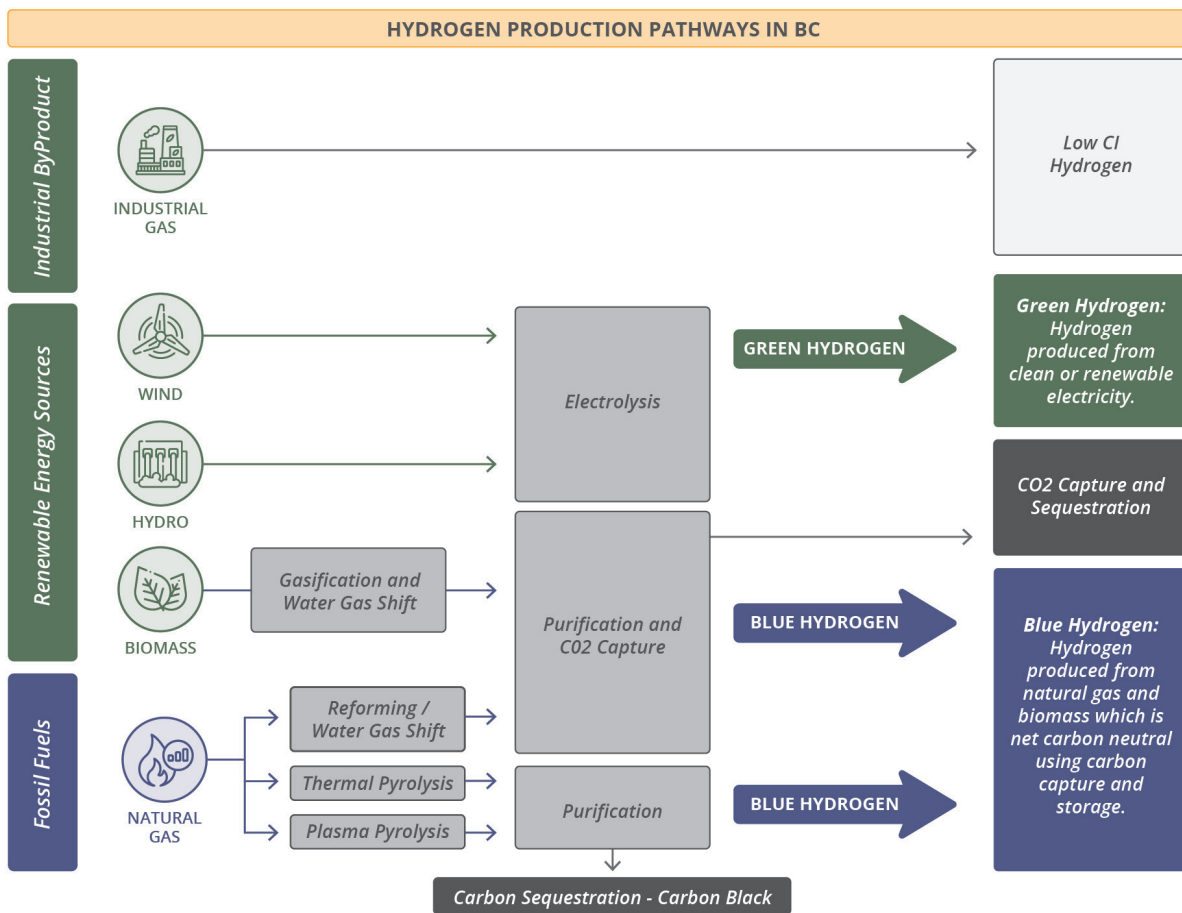 HYDROGEN PRODUCTION PATHWAYS IN BC
Industrial ByProduct
INDUSTRIAL
GAS
Low CI
Hydrogen
Renewable Energy Sources
WIND
HYDRO
BIOMASS
Gasification and
Water Gas Shift
Electrolysis
Purification and
C02 Capture
GREEN HYDROGEN
Green Hydrogen:
Hydrogen
produced from
clean or renewable
electricity.
CO2 Capture and
Sequestration
BLUE HYDROGEN
Blue Hydrogen:
Hydrogen
produced from
natural gas and
biomass which is
net carbon neutral
using carbon
capture and
storage.
Fossil Fuels
NATURAL
GAS
Reforming /
Water Gas Shift
Thermal Pyrolysis
Plasma Pyrolysis
Purification
BLUE HYDROGEN
Carbon Sequestration - Carbon Black